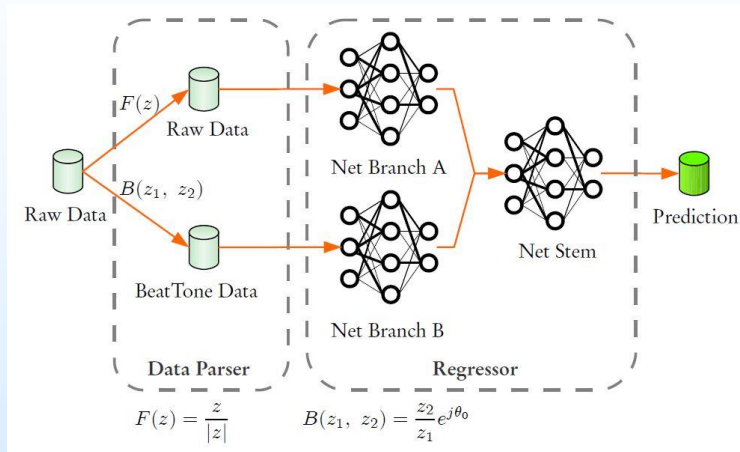 F(z)
Raw Data
Net Branch A
B(z₁, z₂)
Raw Data
Prediction
Net Stem
BeatTone Data
Net Branch B
Data Parser
Regressor
F(z) = z/|z|
B(z₁, z₂) = z₂/z₁ e^{jθ₀}